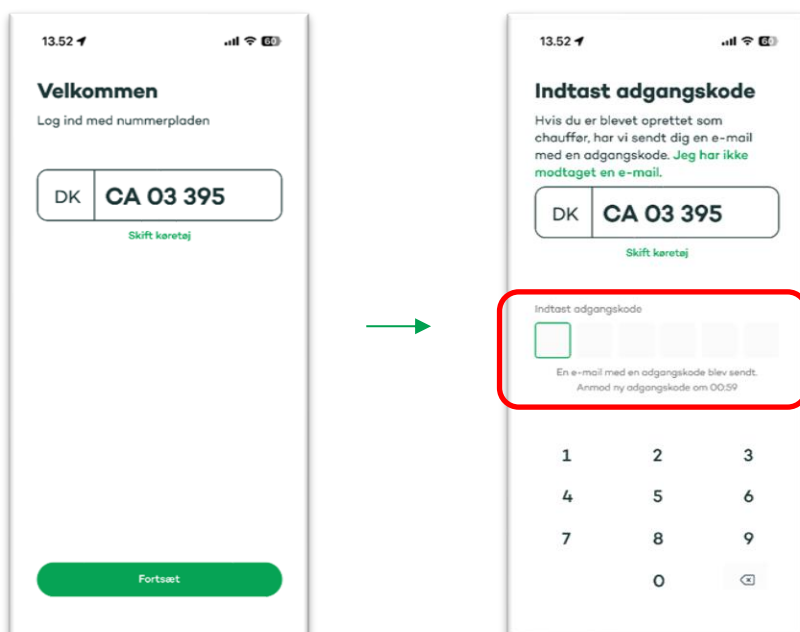 13.52
60
Velkommen
Log ind med nummerpladen
DK CA 03 395
Skift køretøj
Fortsæt
13.52
60
Indtast adgangskode
Hvis du er blevet oprettet som
chauffør, har vi sendt dig en e-mail
med en adgangskode. Jeg har ikke
modtaget en e-mail.
DK CA 03 395
Skift køretøj
Indtast adgangskode
En e-mail med en adgangskode blev sendt.
Anmod ny adgangskode om 00:59
1 2 3
4 5 6
7 8 9
0